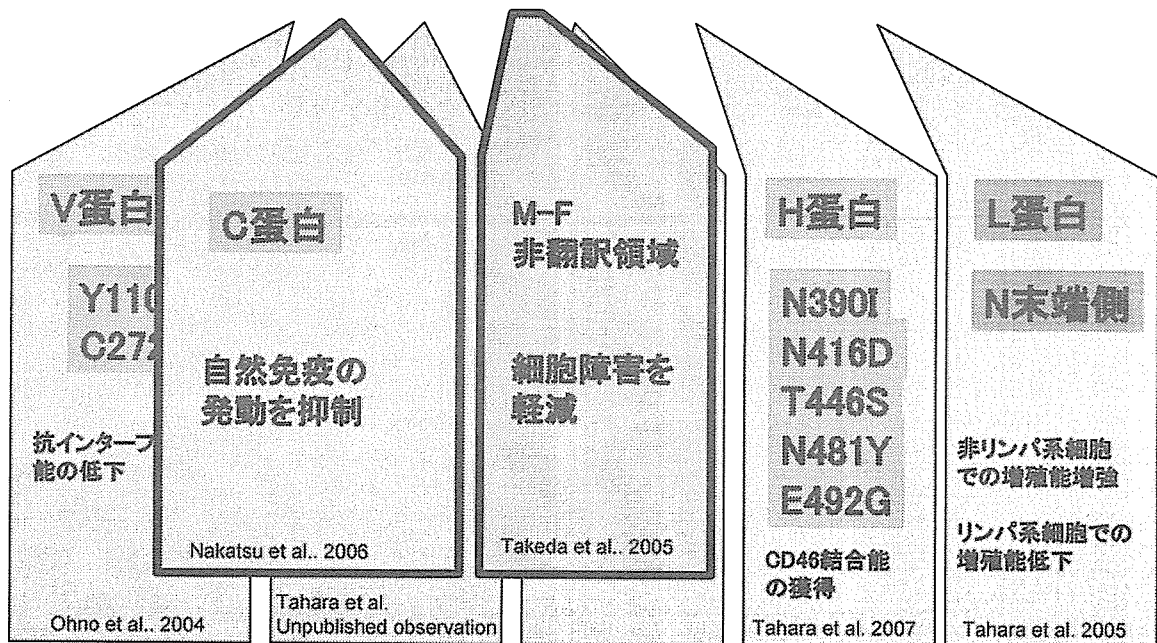 V蛋白
Y110
C272
抗インターフ
能の低下
Ohno et al.. 2004
C蛋白
自然免疫の
発動を抑制
Nakatsu et al.. 2006
Tahara et al.
Unpublished observation
M-F
非翻訳領域
細胞障害を
軽減
Takeda et al.. 2005
H蛋白
N390I
N416D
T446S
N481Y
E492G
CD46結合能
の獲得
Tahara et al. 2007
L蛋白
N末端側
非リンパ系細胞
での増殖能増強
リンパ系細胞での
増殖能低下
Tahara et al. 2005